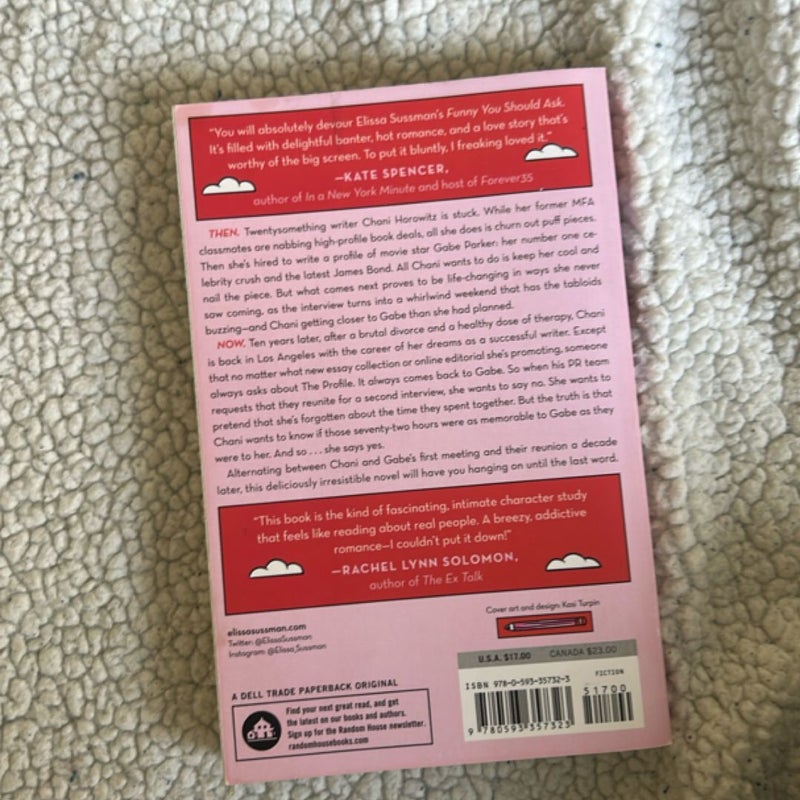 "You will absolutely devour Elissa Sussman's Funny You Should Ask.
It's filled with delightful banter, hot romance, and a love story that's
worthy of the big screen. To put it bluntly, I freaking loved it."
—KATE SPENCER,
author of In a New York Minute and host of Forever35
THEN. Twentysomething writer Chani Horowitz is stuck. While her former MFA
classmates are nabbing high-profile book deals, all she does is churn out puff pieces.
Then she's hired to write a profile of movie star Gabe Parker: her number one ce-
lebrity crush and the latest James Bond. All Chani wants to do is keep her cool and
nail the piece. But what comes next proves to be life-changing in ways she never
saw coming, as the interview turns into a whirlwind weekend that has the tabloids
buzzing—and Chani getting closer to Gabe than she had planned.
NOW. Ten years later, after a brutal divorce and a healthy dose of therapy, Chani
is back in Los Angeles with the career of her dreams as a successful writer. Except
that no matter what new essay collection or online editorial she's promoting, someone
always asks about The Profile. It always comes back to Gabe. So when his PR team
requests that they reunite for a second interview, she wants to say no. She wants to
pretend that she's forgotten about the time they spent together. But the truth is that
Chani wants to know if those seventy-two hours were as memorable to Gabe as they
were to her. And so . . . she says yes.
Alternating between Chani and Gabe's first meeting and their reunion a decade
later, this deliciously irresistible novel will have you hanging on until the last word.
"This book is the kind of fascinating, intimate character study
that feels like reading about real people. A breezy, addictive
romance—I couldn't put it down!"
—RACHEL LYNN SOLOMON,
author of The Ex Talk
Cover art and design: Kasi Turpin
elissasussman.com
Twitter: @ElissaSussman
Instagram: @Elissa_Sussman
U.S.A. $17.00 CANADA $23.00
ISBN 978-0-593-35732-3
FICTION
51700
9 780593 357323
A DELL TRADE PAPERBACK ORIGINAL
Find your next great read, and get
the latest on our books and authors.
Sign up for the Random House newsletter.
randomhousebooks.com
DELL